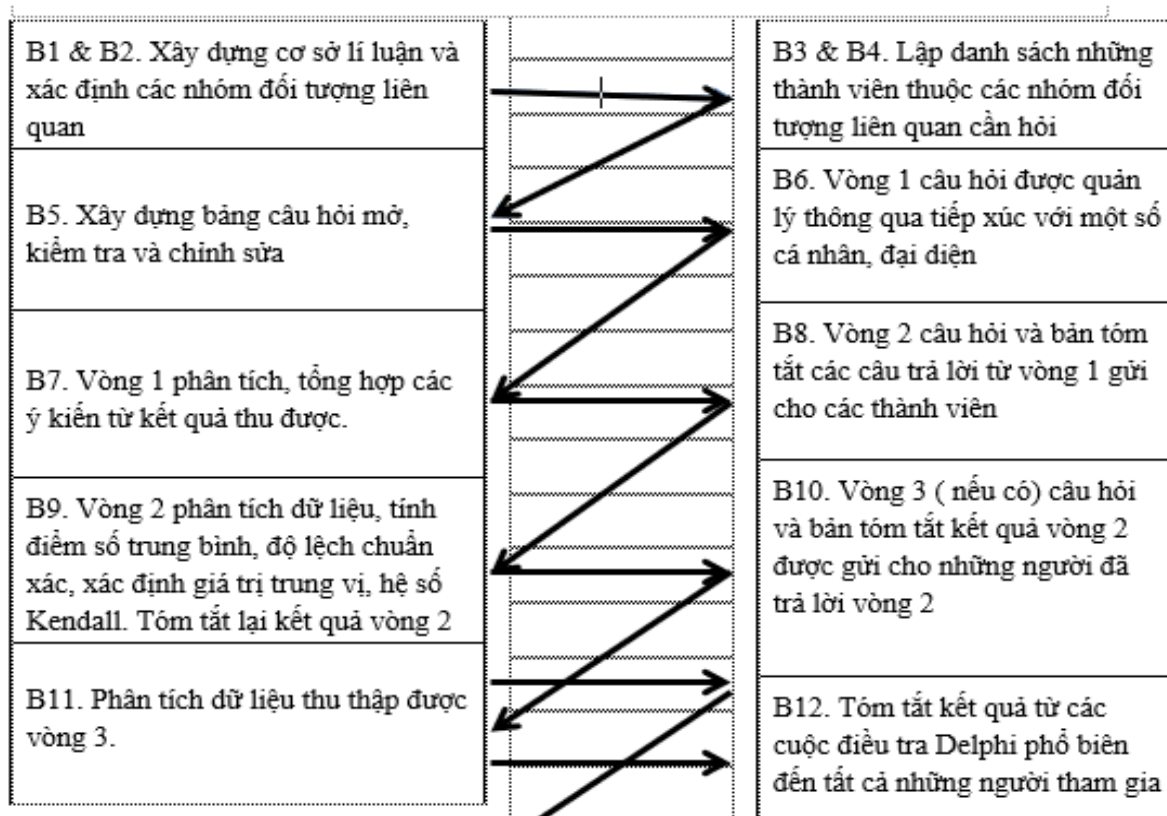 B1 & B2. Xây dựng cơ sở lí luận và
xác định các nhóm đối tượng liên
quan
B3 & B4. Lập danh sách những
thành viên thuộc các nhóm đối
tượng liên quan cần hỏi
B5. Xây dựng bảng câu hỏi mở,
kiểm tra và chỉnh sửa
B6. Vòng 1 câu hỏi được quản
lý thông qua tiếp xúc với một số
cá nhân, đại diện
B7. Vòng 1 phân tích, tổng hợp các
ý kiến từ kết quả thu được.
B8. Vòng 2 câu hỏi và bản tóm
tắt các câu trả lời từ vòng 1 gửi
cho các thành viên
B9. Vòng 2 phân tích dữ liệu, tính
điểm số trung bình, độ lệch chuẩn
xác, xác định giá trị trung vị, hệ số
Kendall. Tóm tắt lại kết quả vòng 2
B10. Vòng 3 ( nếu có) câu hỏi
và bản tóm tắt kết quả vòng 2
được gửi cho những người đã
trả lời vòng 2
B11. Phân tích dữ liệu thu thập được
vòng 3.
B12. Tóm tắt kết quả từ các
cuộc điều tra Delphi phổ biên
đến tất cả những người tham gia